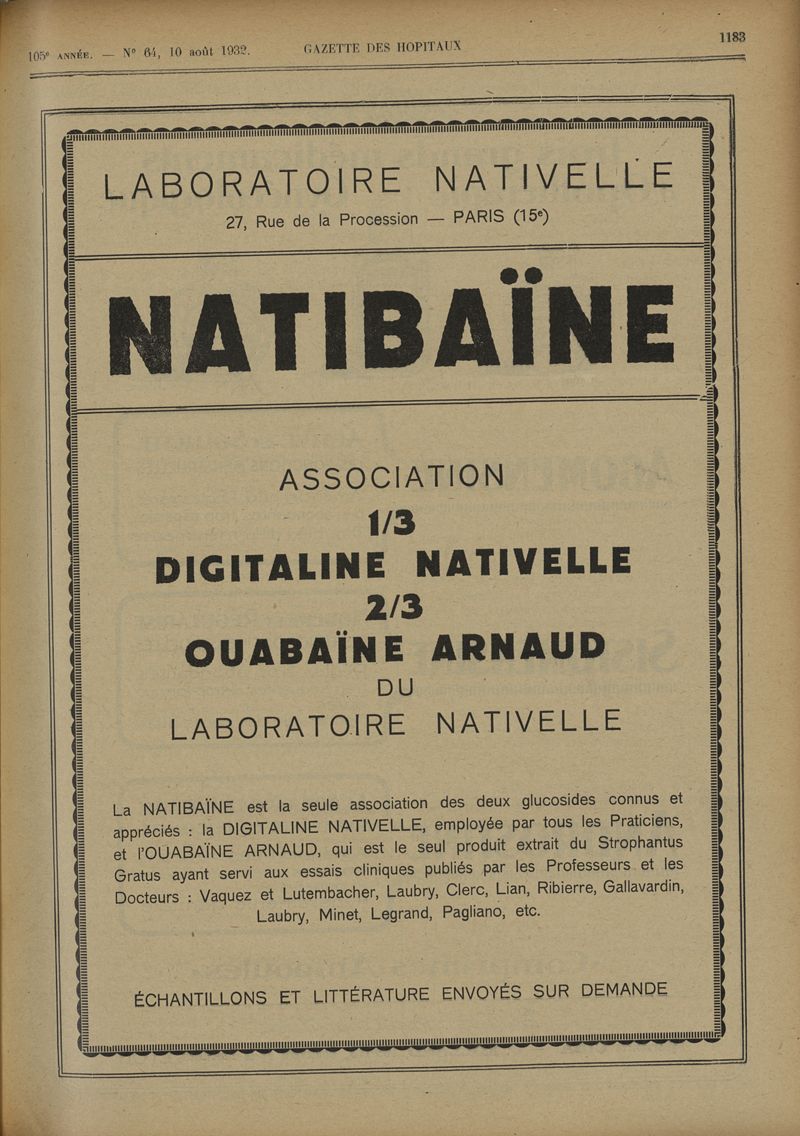 105e ANNÉE. — No 64, 10 août 1932. GAZETTE DES HOPITAUX 1183
LABORATOIRE NATIVELLE
27, Rue de la Procession — PARIS (15e)
NATIBAÏNE
ASSOCIATION
1/3
DIGITALINE NATIVELLE
2/3
OUABAÏNE ARNAUD
DU
LABORATOIRE NATIVELLE
La NATIBAÏNE est la seule association des deux glucosides connus et
appréciés : la DIGITALINE NATIVELLE, employée par tous les Praticiens,
et l'OUABAÏNE ARNAUD, qui est le seul produit extrait du Strophantus
Gratus ayant servi aux essais cliniques publiés par les Professeurs et les
Docteurs : Vaquez et Lutembacher, Laubry, Clerc, Lian, Ribierre, Gallavardin,
Laubry, Minet, Legrand, Pagliano, etc.
ÉCHANTILLONS ET LITTÉRATURE ENVOYÉS SUR DEMANDE